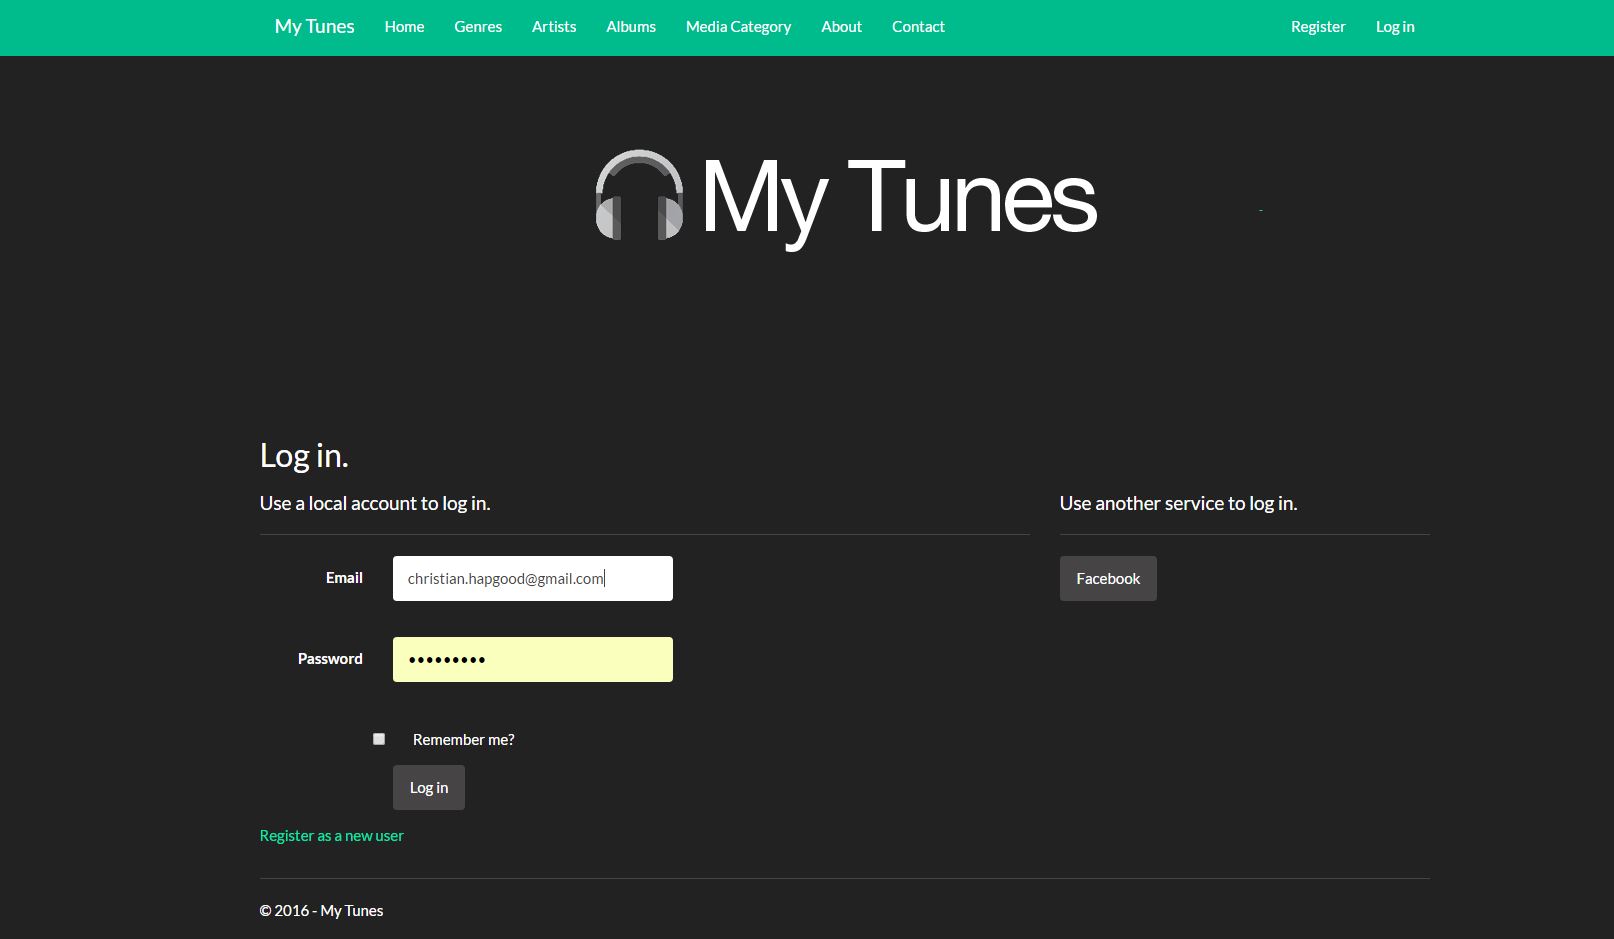 My Tunes Home Genres Artists Albums Media Category About Contact Register Log in
My Tunes
Log in.
Use a local account to log in.
Use another service to log in.
Email christian.hapgood@gmail.com
Facebook
Password •••••••••
Remember me?
Log in
Register as a new user
© 2016 - My Tunes